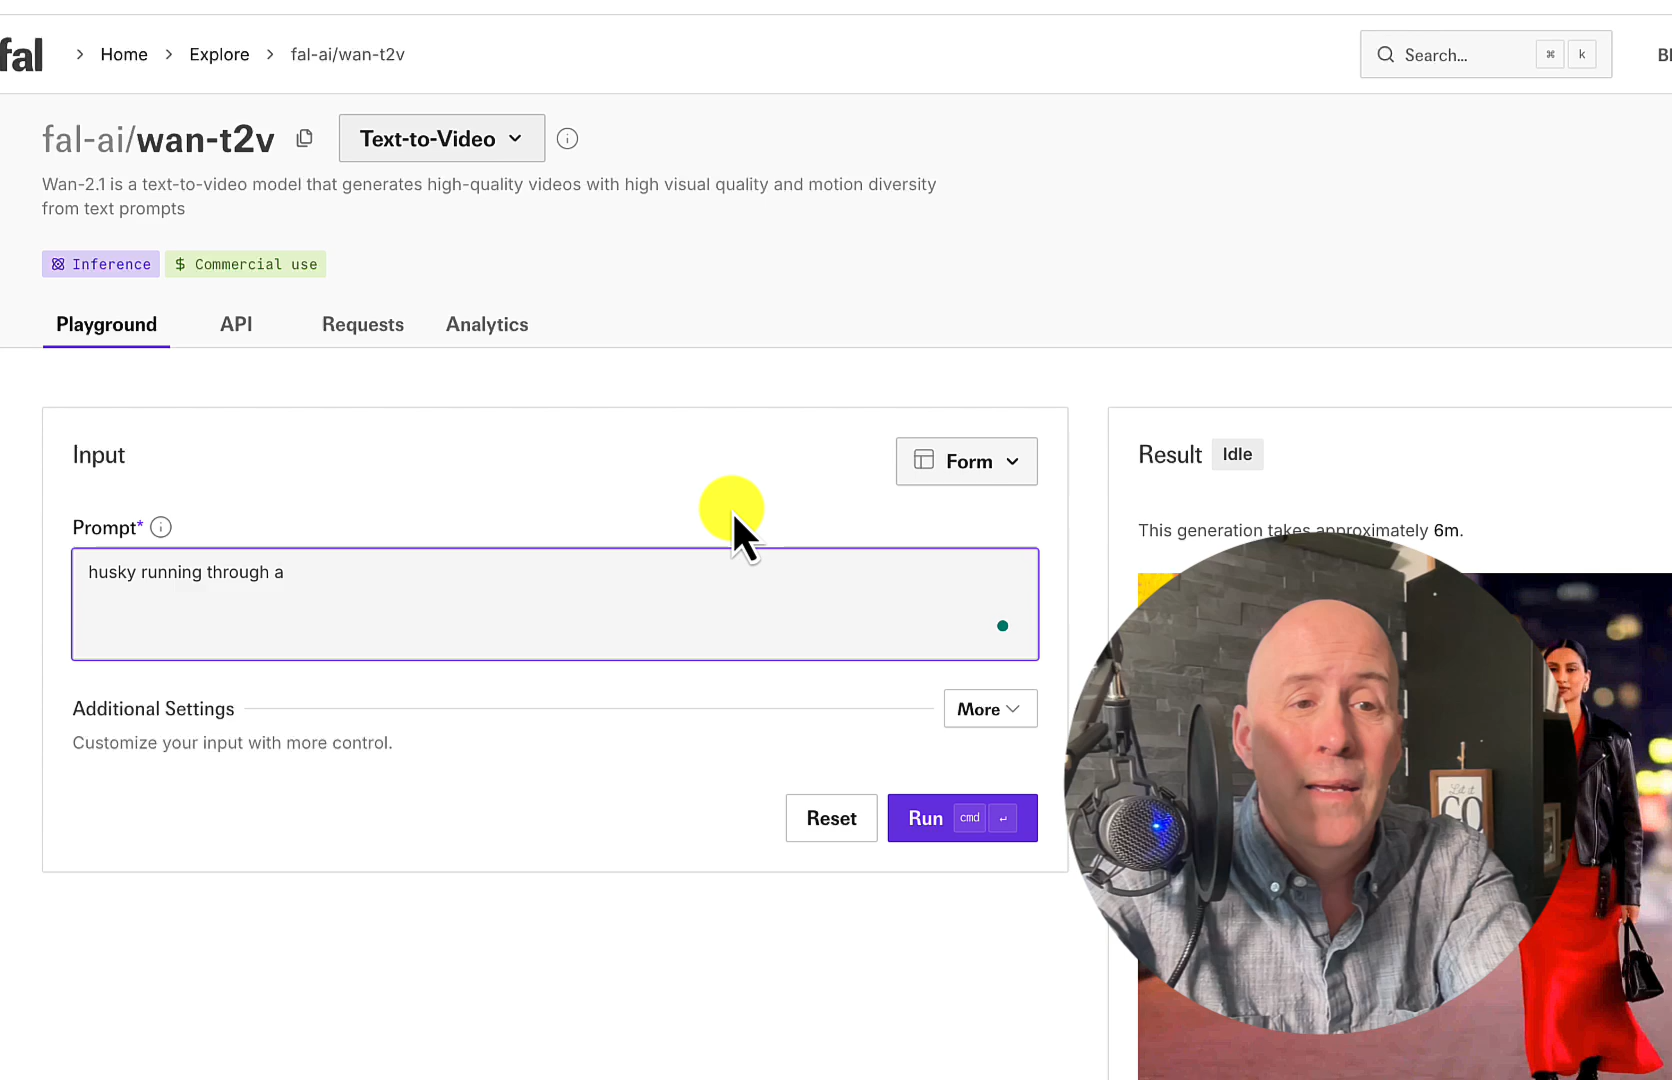 fal
Home
Explore
fal-ai/wan-t2v
Search...
⌘
k
fal-ai/wan-t2v
Text-to-Video
Wan-2.1 is a text-to-video model that generates high-quality videos with high visual quality and motion diversity
from text prompts
Inference
$ Commercial use
Playground
API
Requests
Analytics
Input
Form
Prompt*
husky running through a
Additional Settings
More
Customize your input with more control.
Reset
Run
cmd
↵
Result
Idle
This generation takes approximately 6m.
Let it
GO